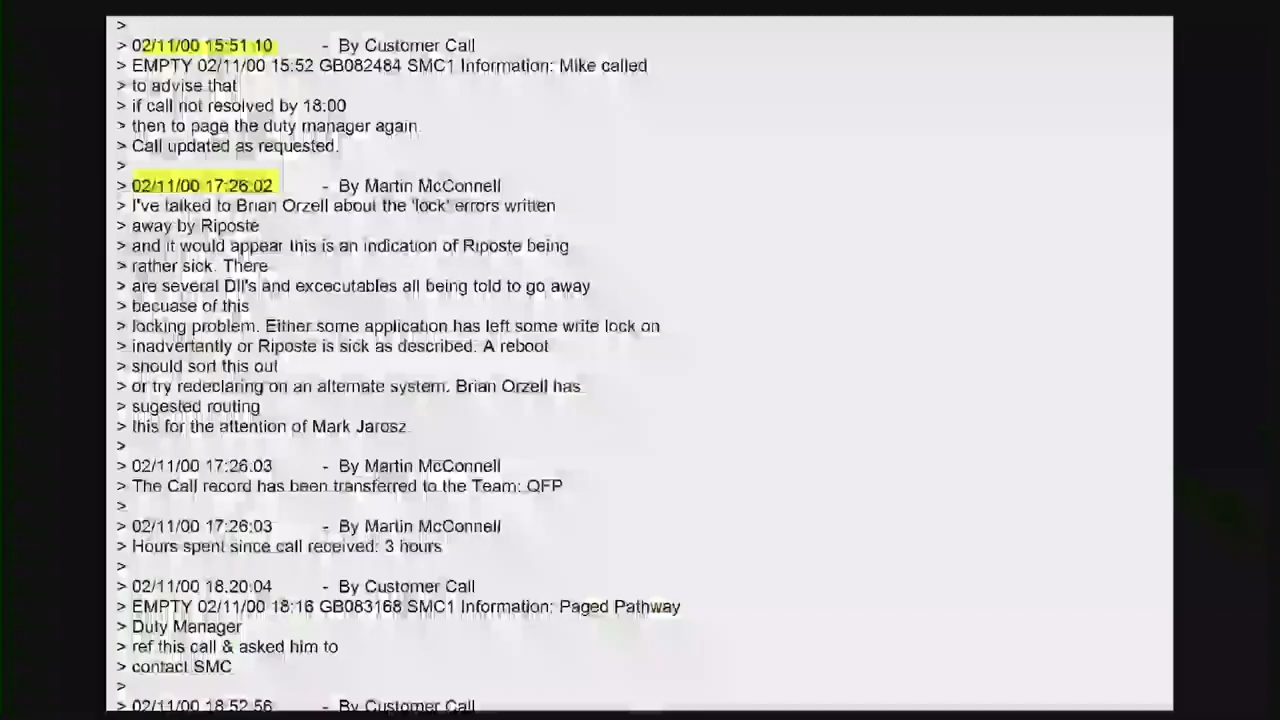 >
> 02/11/00 15:51:10 - By Customer Call
> EMPTY 02/11/00 15:52 GB082484 SMC1 Information: Mike called
> to advise that
> if call not resolved by 18:00
> then to page the duty manager again.
> Call updated as requested.
>
> 02/11/00 17:26:02 - By Martin McConnell
> I've talked to Brian Orzell about the 'lock' errors written
> away by Riposte
> and it would appear this is an indication of Riposte being
> rather sick. There
> are several Dll's and excecutables all being told to go away
> becuase of this
> locking problem. Either some application has left some write lock on
> inadvertantly or Riposte is sick as described. A reboot
> should sort this out
> or try redeclaring on an alternate system. Brian Orzell has
> sugested routing
> this for the attention of Mark Jarosz.
>
> 02/11/00 17:26:03 - By Martin McConnell
> The Call record has been transferred to the Team: QFP
>
> 02/11/00 17:26:03 - By Martin McConnell
> Hours spent since call received: 3 hours
>
> 02/11/00 18:20:04 - By Customer Call
> EMPTY 02/11/00 18:16 GB083168 SMC1 Information: Paged Pathway
> Duty Manager
> ref this call & asked him to
> contact SMC
>
> 02/11/00 18:52:56 - By Customer Call